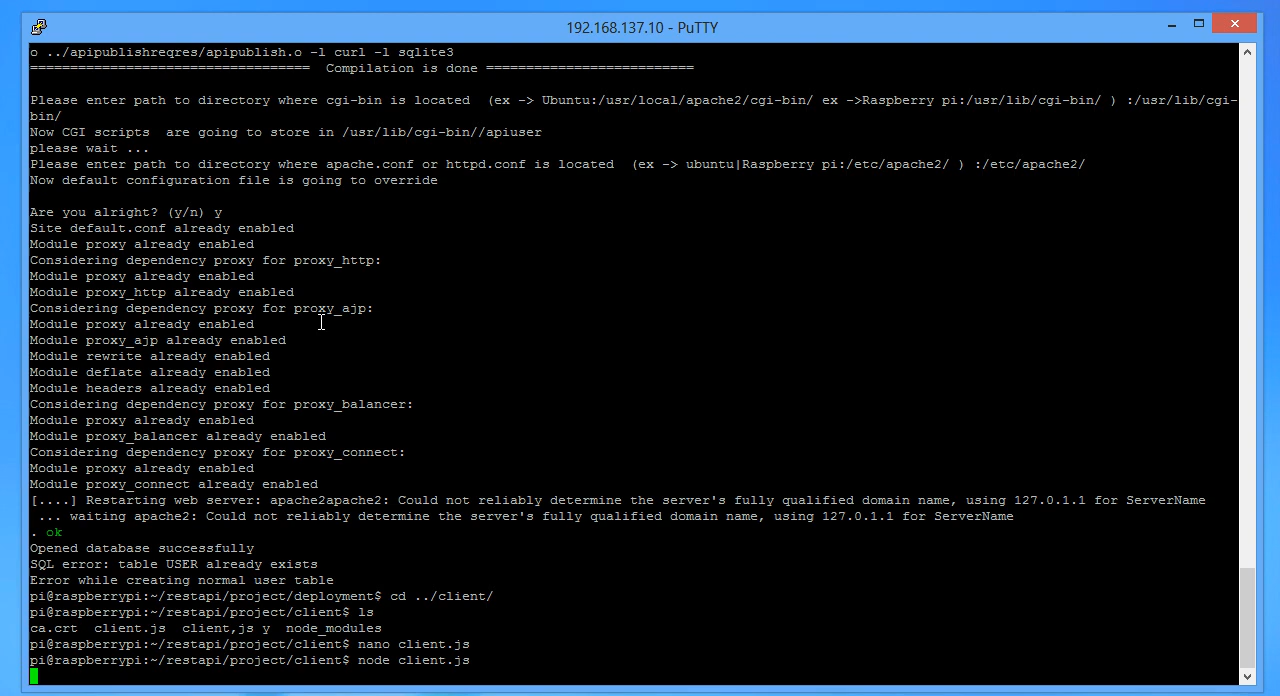 192.168.137.10 - PuTTY
o ../apipublishreqres/apipublish.o -l curl -l sqlite3
=================================== Compilation is done ==========================
Please enter path to directory where cgi-bin is located (ex -> Ubuntu:/usr/local/apache2/cgi-bin/ ex ->Raspberry pi:/usr/lib/cgi-bin/ ) :/usr/lib/cgi-
bin/
Now CGI scripts are going to store in /usr/lib/cgi-bin//apiuser
please wait ...
Please enter path to directory where apache.conf or httpd.conf is located (ex -> ubuntu|Raspberry pi:/etc/apache2/ ) :/etc/apache2/
Now default configuration file is going to override
Are you alright? (y/n) y
Site default.conf already enabled
Module proxy already enabled
Considering dependency proxy for proxy_http:
Module proxy already enabled
Module proxy_http already enabled
Considering dependency proxy for proxy_ajp:
Module proxy already enabled
Module proxy_ajp already enabled
Module rewrite already enabled
Module deflate already enabled
Module headers already enabled
Considering dependency proxy for proxy_balancer:
Module proxy already enabled
Module proxy_balancer already enabled
Considering dependency proxy for proxy_connect:
Module proxy already enabled
Module proxy_connect already enabled
[....] Restarting web server: apache2apache2: Could not reliably determine the server's fully qualified domain name, using 127.0.1.1 for ServerName
... waiting apache2: Could not reliably determine the server's fully qualified domain name, using 127.0.1.1 for ServerName
. ok
Opened database successfully
SQL error: table USER already exists
Error while creating normal user table
pi@raspberrypi:~/restapi/project/deployment$ cd ../client/
pi@raspberrypi:~/restapi/project/client$ ls
ca.crt client.js client,js y node_modules
pi@raspberrypi:~/restapi/project/client$ nano client.js
pi@raspberrypi:~/restapi/project/client$ node client.js